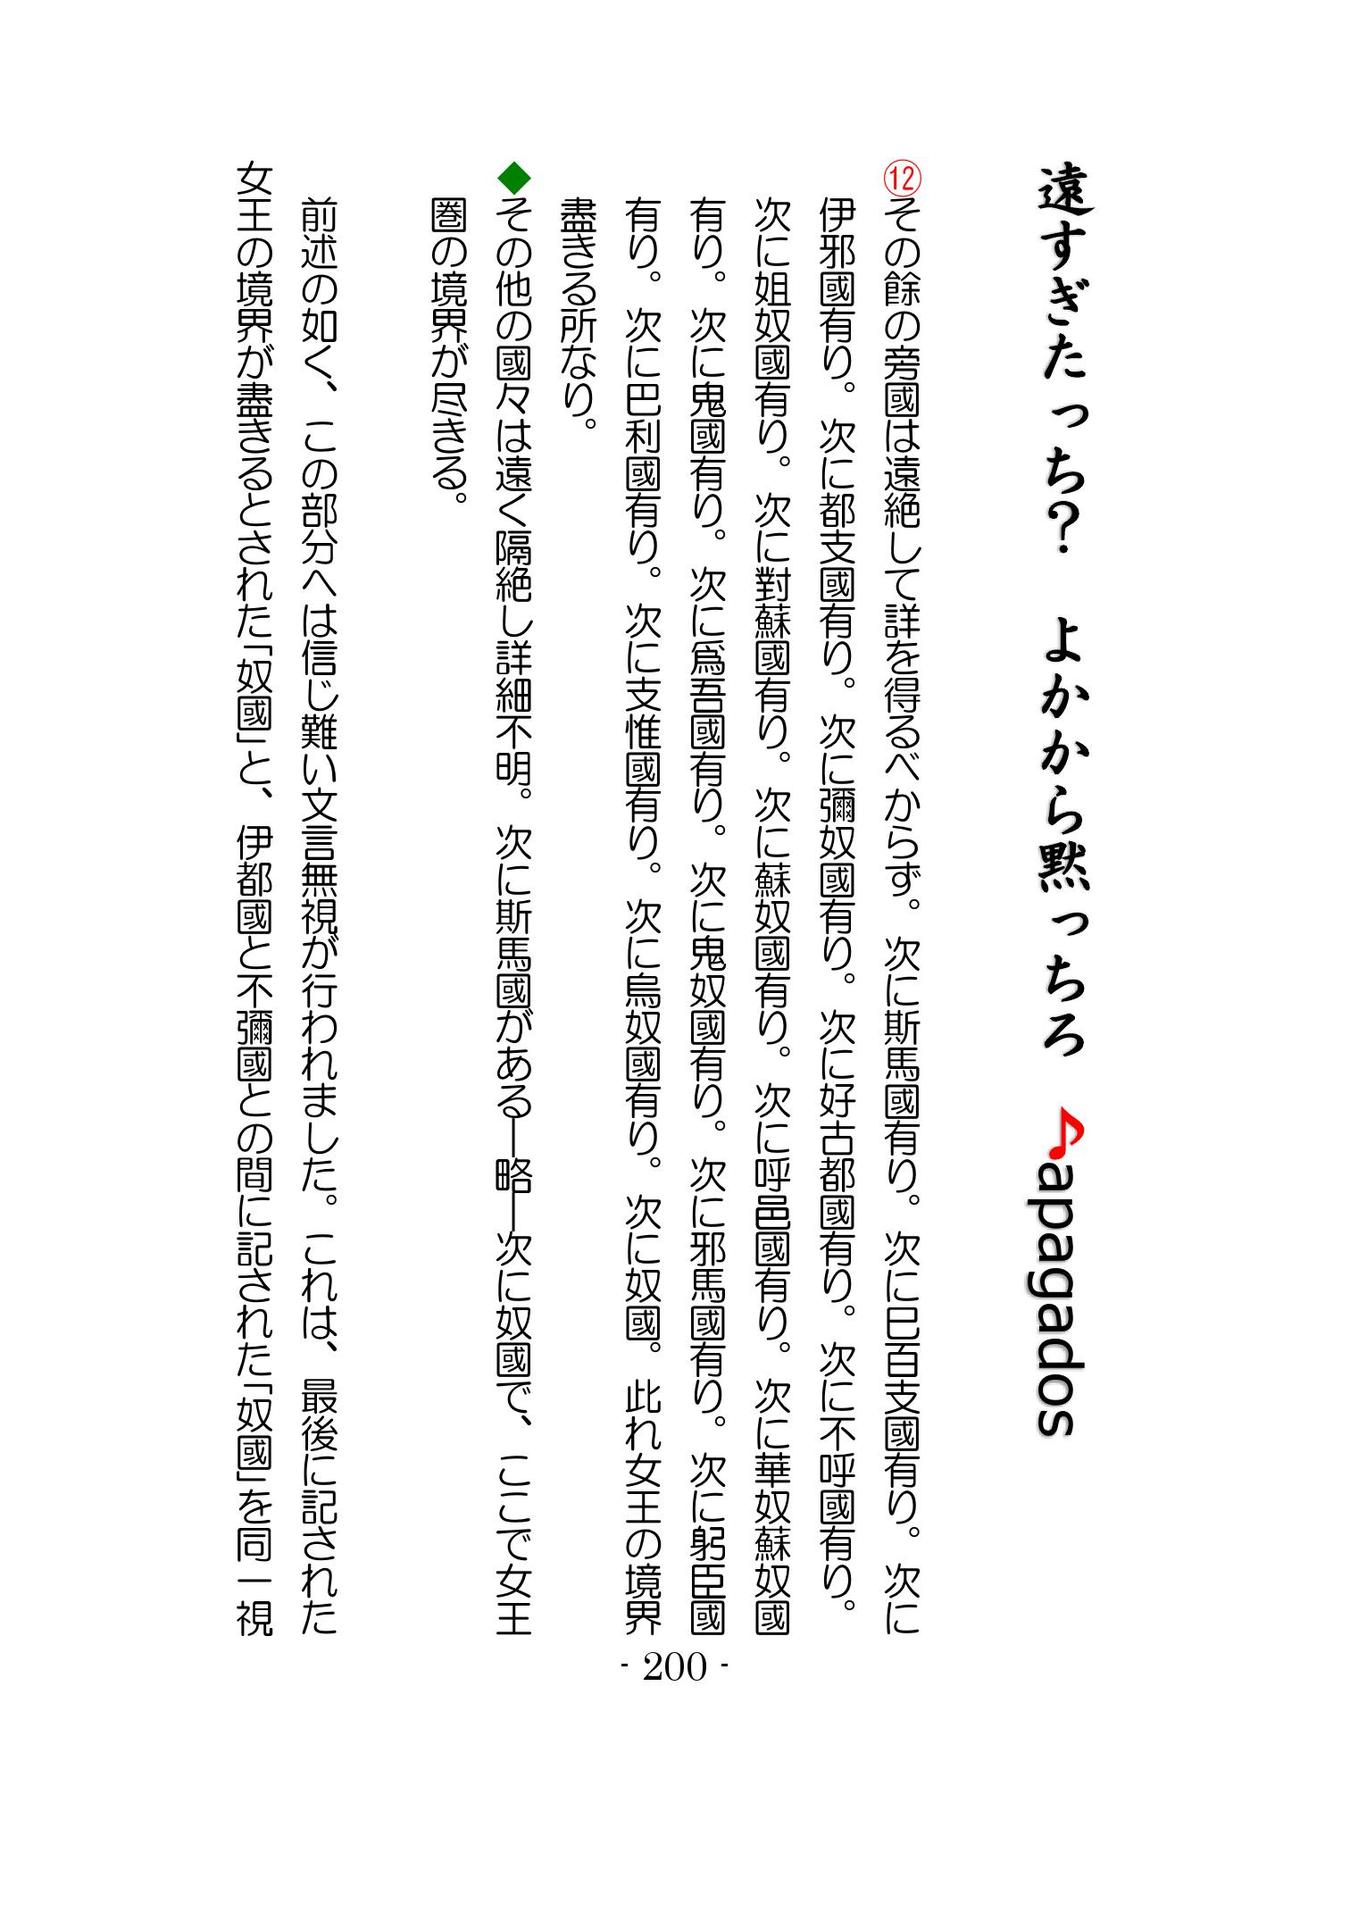 遠すぎたっち？　よかから黙っちろ　♪apagados
⑫その餘の旁國は遠絶して詳を得るべからず。次に斯馬國有り。次に巳百支國有り。次に
伊邪國有り。次に都支國有り。次に彌奴國有り。次に好古都國有り。次に不呼國有り。
次に姐奴國有り。次に對蘇國有り。次に蘇奴國有り。次に呼邑國有り。次に華奴蘇奴國
有り。次に鬼國有り。次に爲吾國有り。次に鬼奴國有り。次に邪馬國有り。次に躬臣國
有り。次に巴利國有り。次に支惟國有り。次に烏奴國有り。次に奴國。此れ女王の境界
盡きる所なり。
◆その他の國々は遠く隔絶し詳細不明。次に斯馬國がある―略―次に奴國で、ここで女王
圏の境界が尽きる。
前述の如く、この部分へは信じ難い文言無視が行われました。これは、最後に記された
女王の境界が盡きるとされた「奴國」と、伊都國と不彌國との間に記された「奴國」を同一視
- 200 -